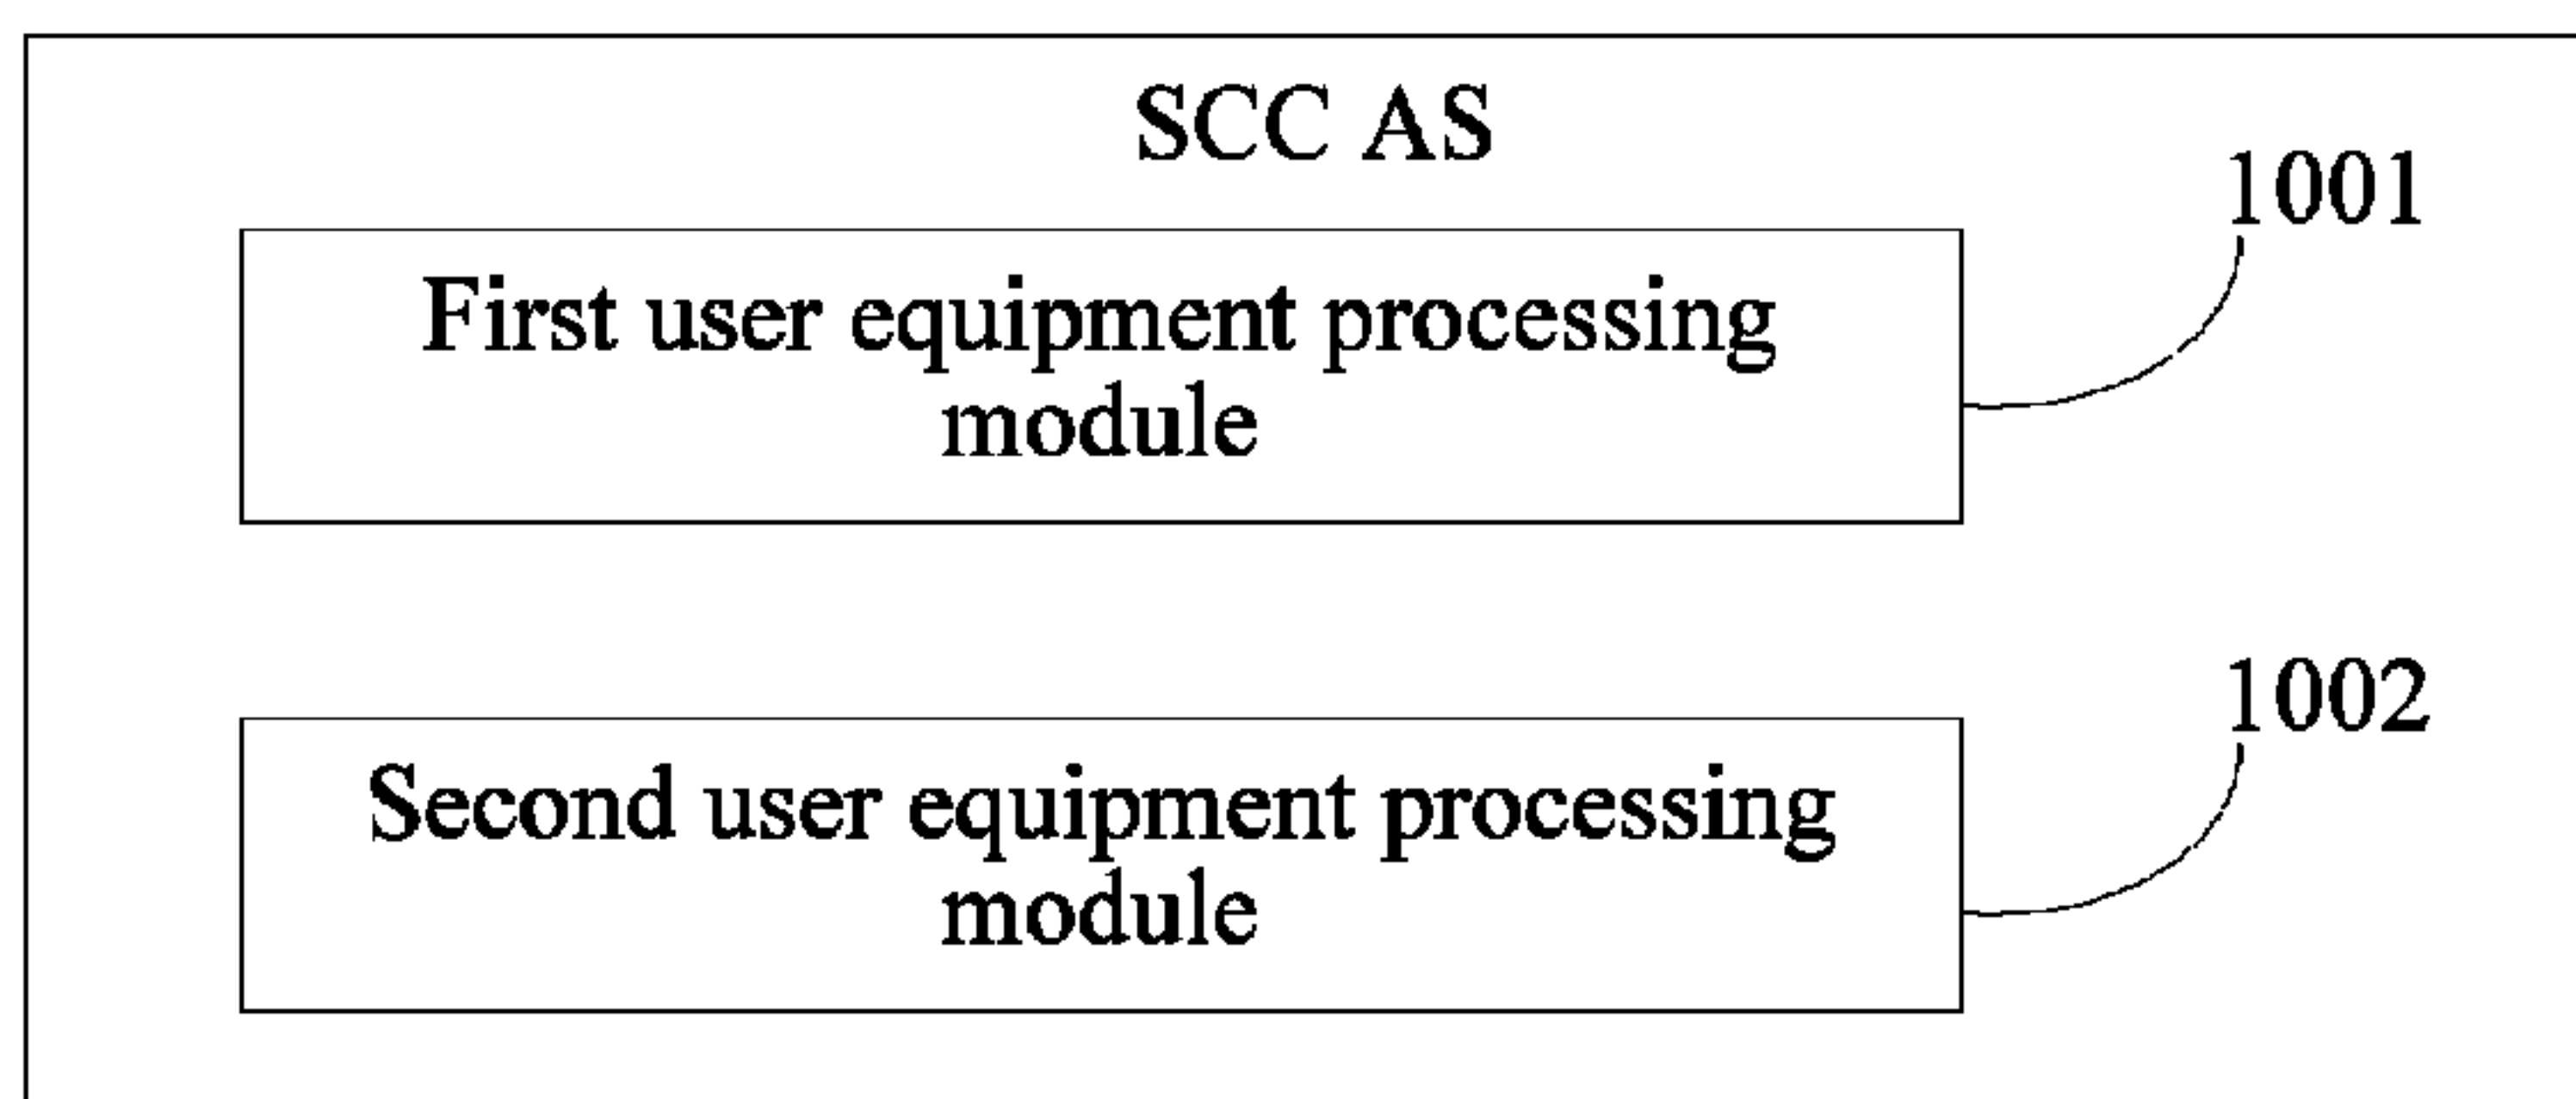 SCC AS
1001
First user equipment processing
module
1002
Second user equipment processing
module